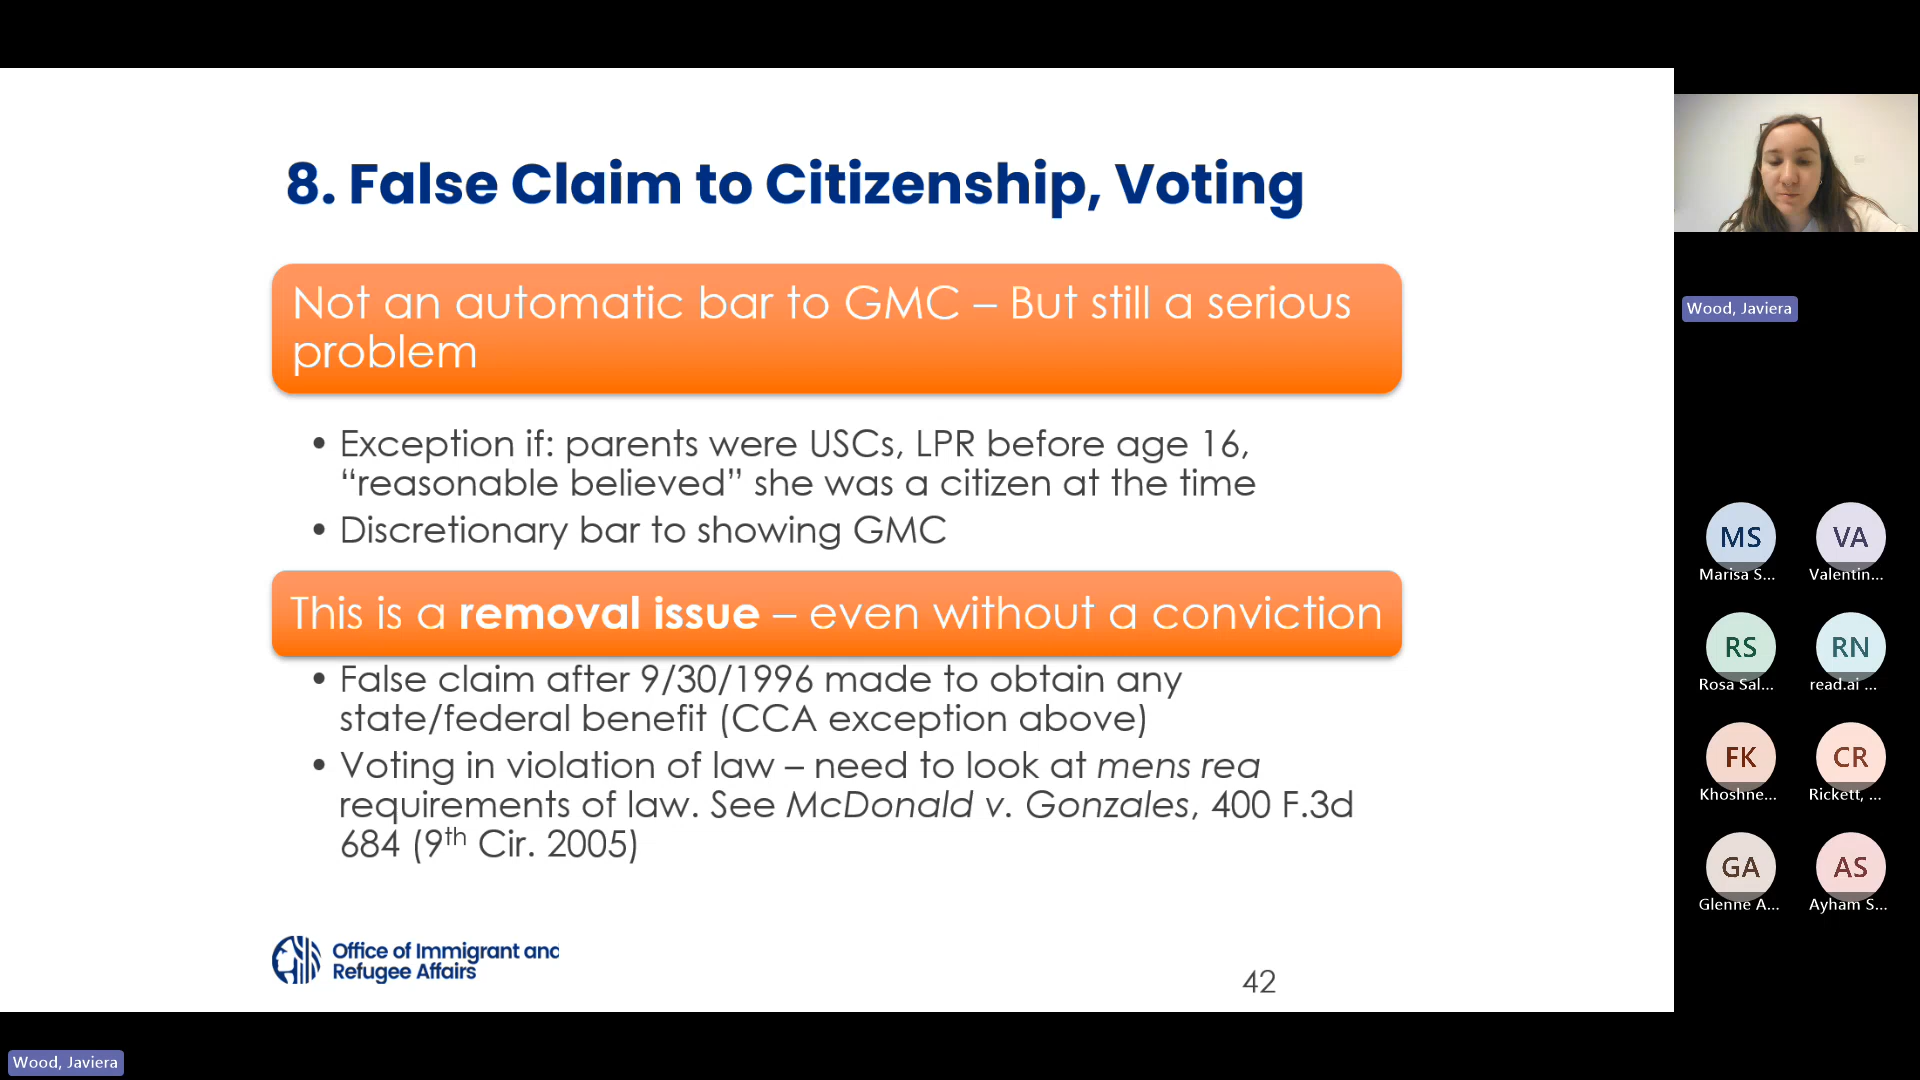 8. False Claim to Citizenship, Voting
Not an automatic bar to GMC – But still a serious
problem
• Exception if: parents were USCs, LPR before age 16,
“reasonable believed” she was a citizen at the time
• Discretionary bar to showing GMC
This is a removal issue – even without a conviction
• False claim after 9/30/1996 made to obtain any
state/federal benefit (CCA exception above)
• Voting in violation of law – need to look at mens rea
requirements of law. See McDonald v. Gonzales, 400 F.3d
684 (9th Cir. 2005)
Office of Immigrant and
Refugee Affairs
42
Wood, Javiera
Wood, Javiera
MS
Marisa S...
VA
Valentin...
RS
Rosa Sal...
RN
read.ai ...
FK
Khoshne...
CR
Rickett, ...
GA
Glenne A...
AS
Ayham S...